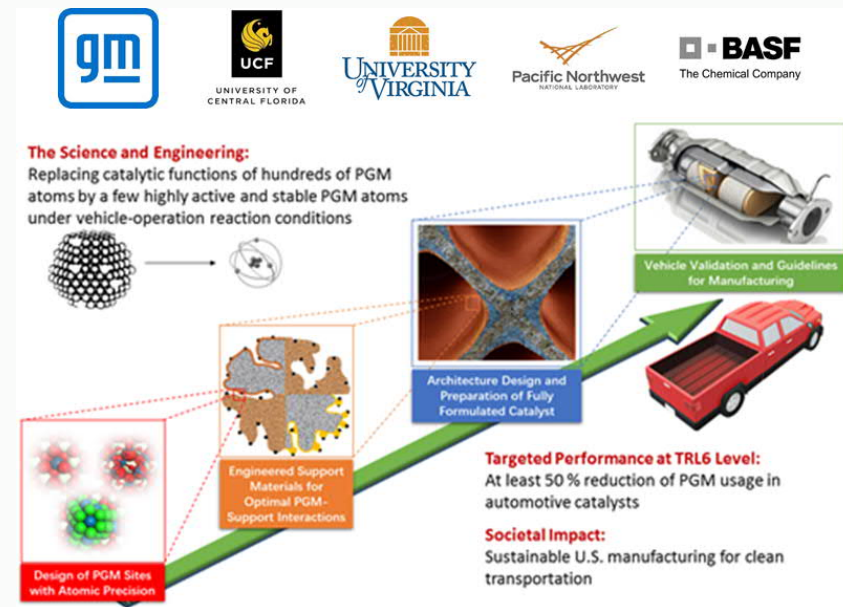 gm
UCF
UNIVERSITY OF
CENTRAL FLORIDA
UNIVERSITY
of VIRGINIA
Pacific Northwest
NATIONAL LABORATORY
BASF
The Chemical Company
The Science and Engineering:
Replacing catalytic functions of hundreds of PGM
atoms by a few highly active and stable PGM atoms
under vehicle-operation reaction conditions
Vehicle Validation and Guidelines
for Manufacturing
Architecture Design and
Preparation of Fully
Formulated Catalyst
Engineered Support
Materials for
Optimal PGM-
Support Interactions
Design of PGM Sites
with Atomic Precision
Targeted Performance at TRL6 Level:
At least 50 % reduction of PGM usage in
automotive catalysts
Societal Impact:
Sustainable U.S. manufacturing for clean
transportation